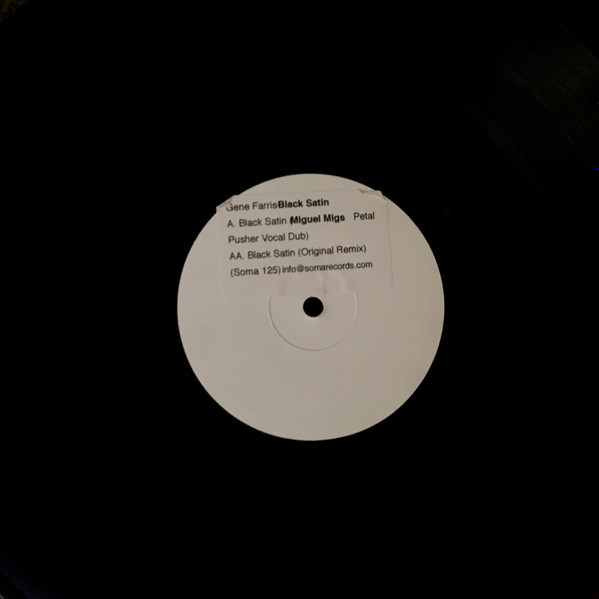 Gene Farris Black Satin
A. Black Satin (Miguel Migs Petal
Pusher Vocal Dub)
AA. Black Satin (Original Remix)
(Soma 125) info@somarecords.com